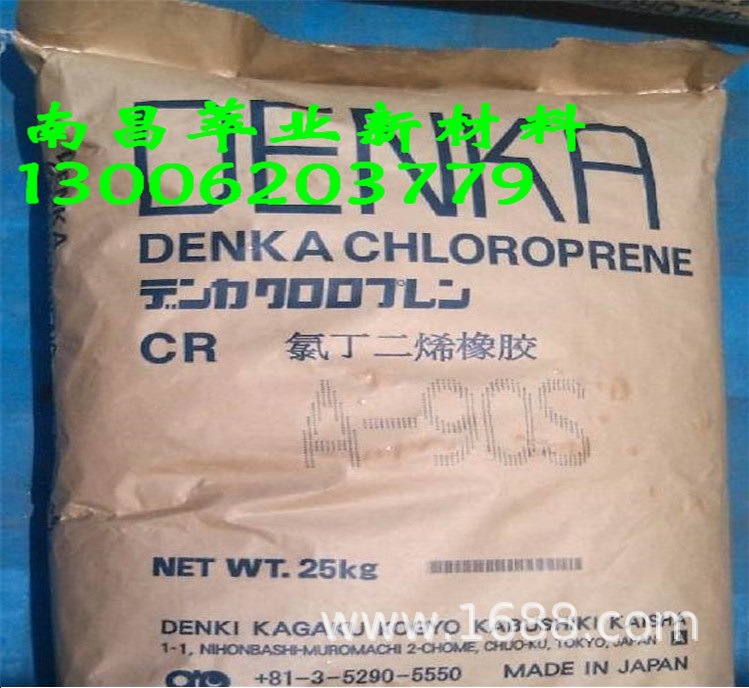 DENKA
南昌苹业新材料
13006203779
DENKA CHLOROPRENE
デンカクロロプレン
CR 氯丁二烯橡胶
A-90S
NET WT. 25kg
www.1688.com
DENKI KAGAKU KOGYO KABUSHIKI KAISHA
1-1, NIHONBASHI-MUROMACHI 2-CHOME, CHUO-KU, TOKYO, JAPAN
+81-3-5290-5550 MADE IN JAPAN